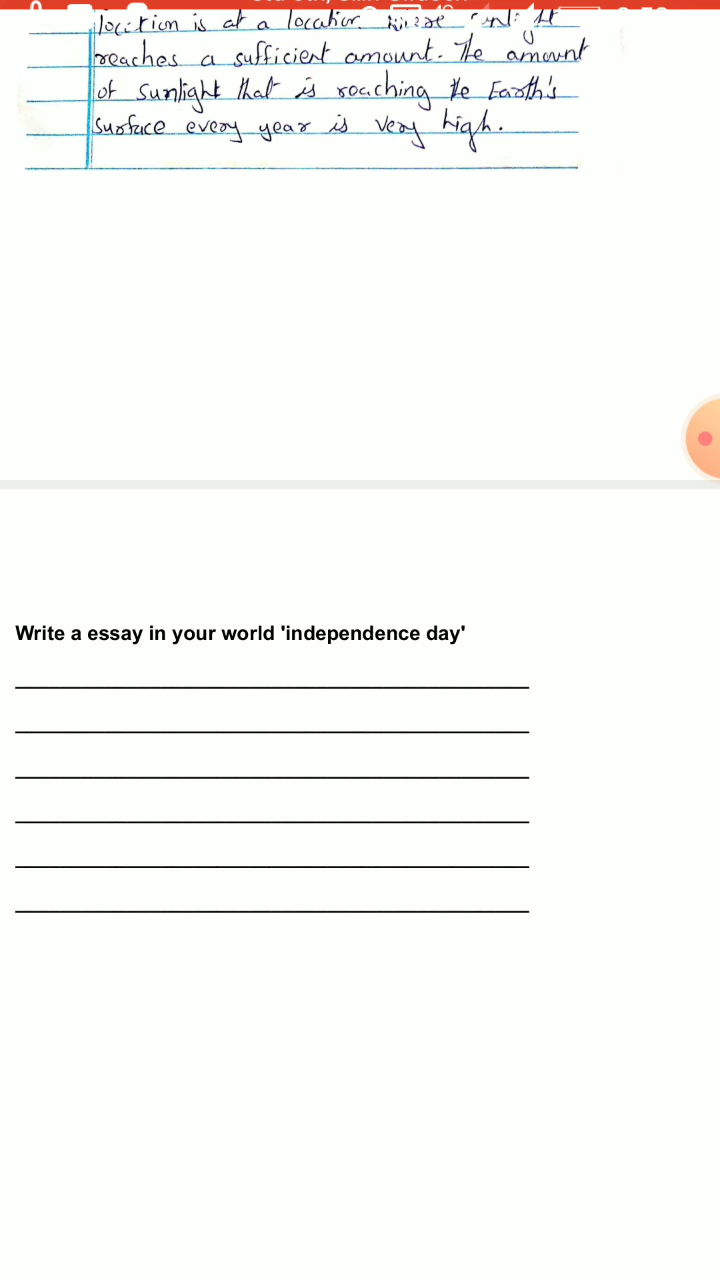 location is at a location
reaches a sufficient amount. The amount
of sunlight that is reaching the Earth's
surface every year is very high.
Write a essay in your world 'independence day'